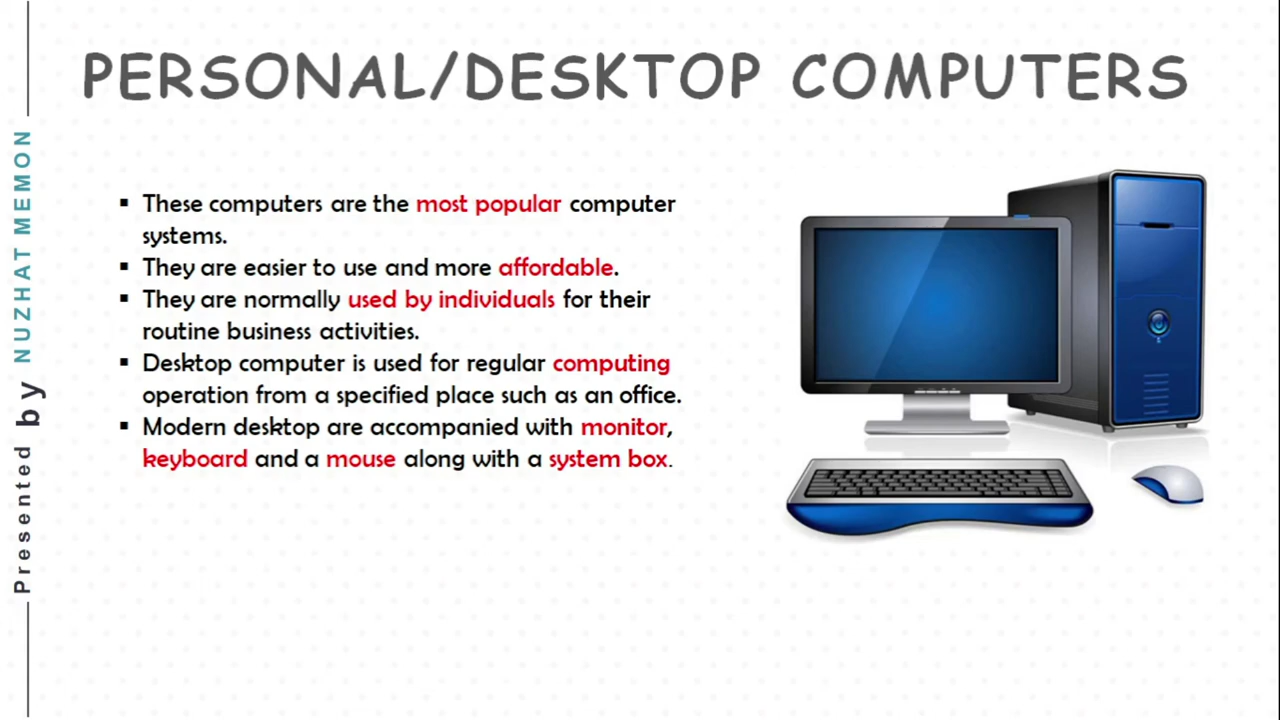 PERSONAL/DESKTOP COMPUTERS
▪ These computers are the most popular computer
systems.
▪ They are easier to use and more affordable.
▪ They are normally used by individuals for their
routine business activities.
▪ Desktop computer is used for regular computing
operation from a specified place such as an office.
▪ Modern desktop are accompanied with monitor,
keyboard and a mouse along with a system box.
Presented by NUZHAT MEMON